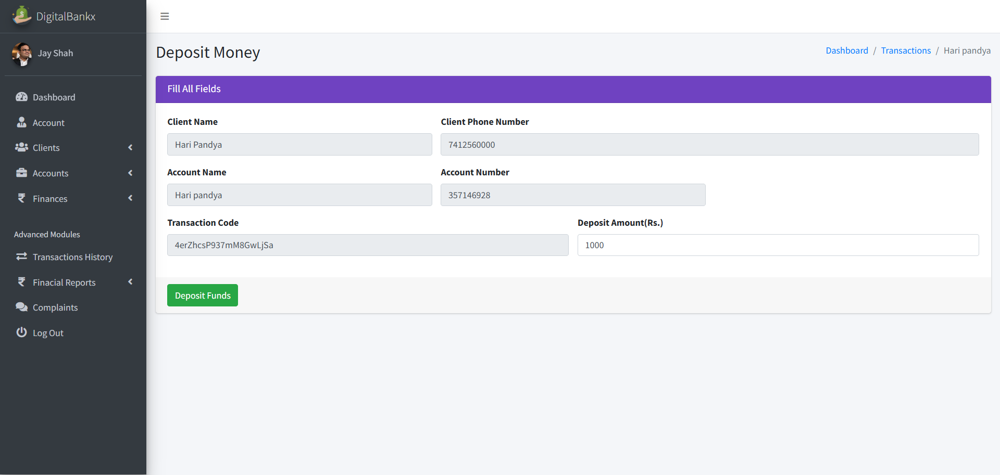 DigitalBankx
Jay Shah
Dashboard
Account
Clients
Accounts
Finances
Advanced Modules
Transactions History
Finacial Reports
Complaints
Log Out
Deposit Money
Dashboard / Transactions / Hari pandya
Fill All Fields
Client Name
Client Phone Number
Hari Pandya
7412560000
Account Name
Account Number
Hari pandya
357146928
Transaction Code
Deposit Amount(Rs.)
4erZhcsP937mM8GwLjSa
1000
Deposit Funds